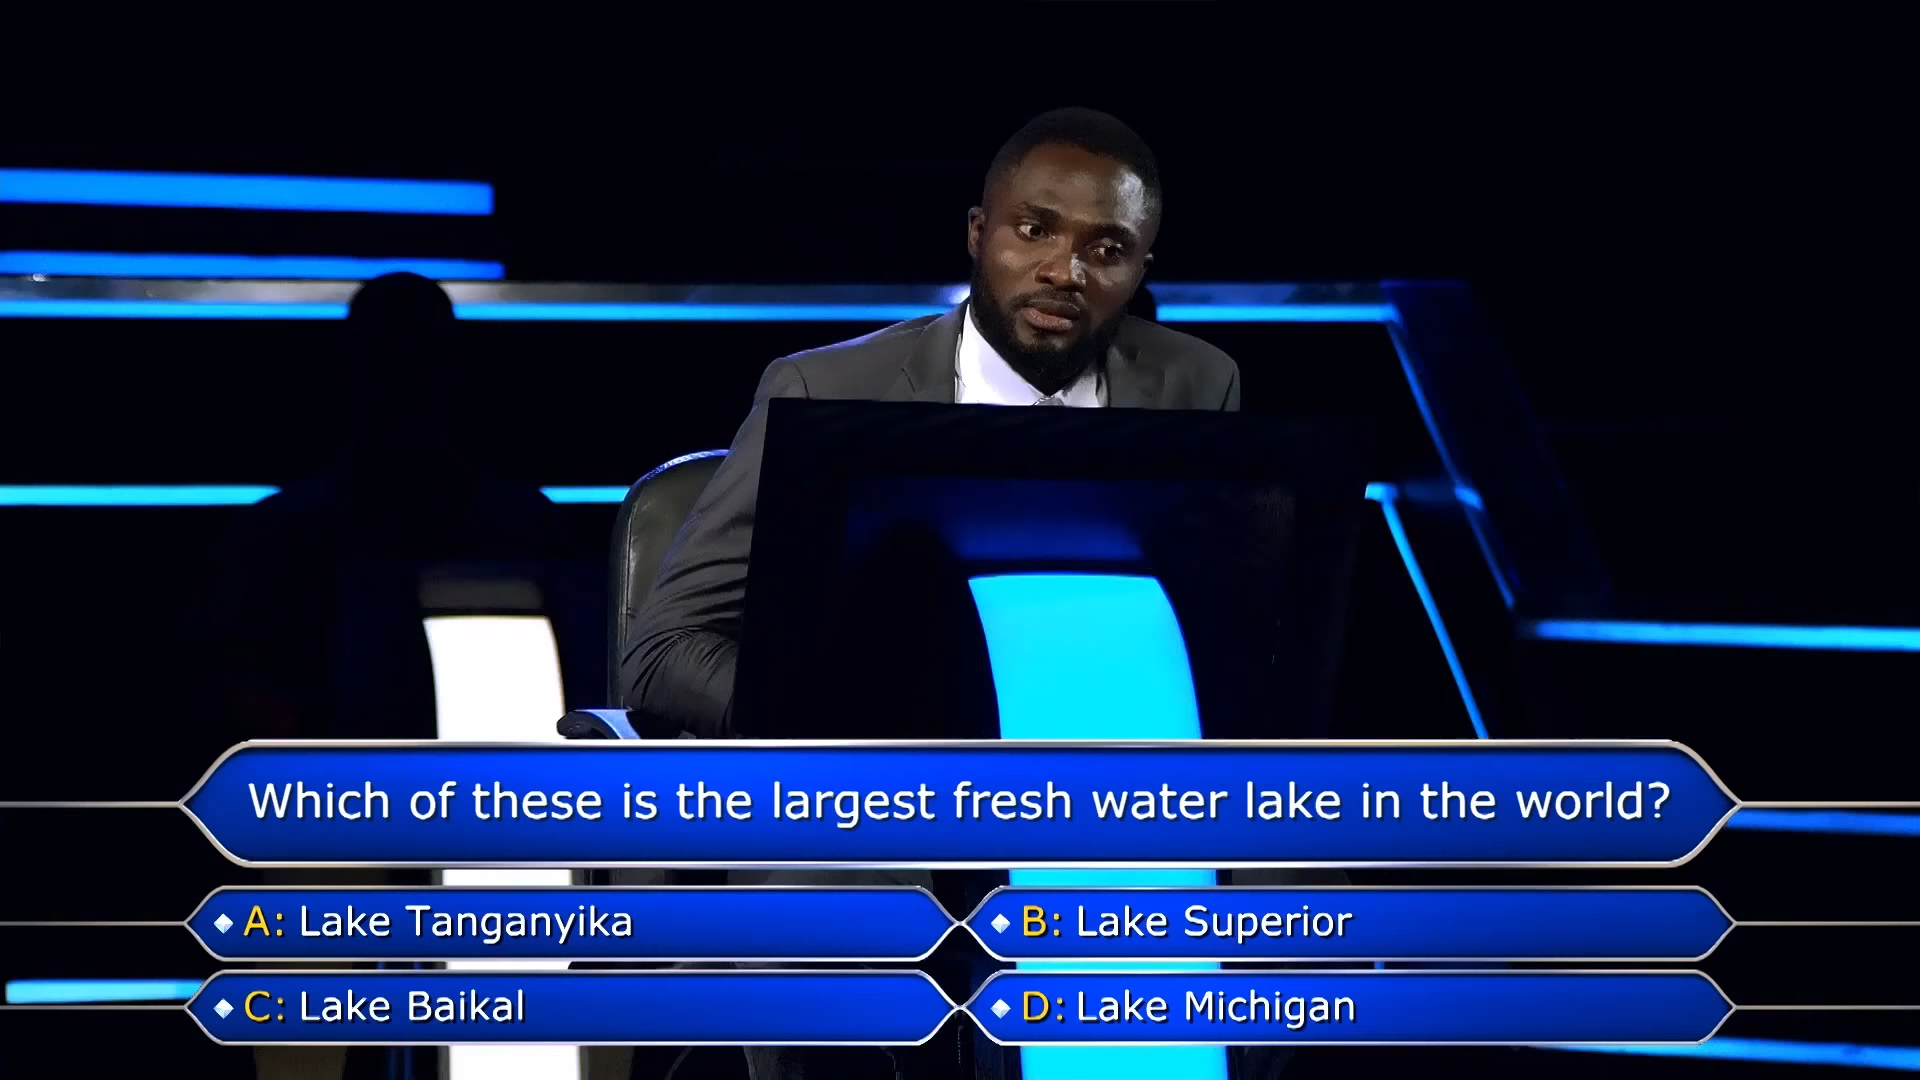 Which of these is the largest fresh water lake in the world?
A: Lake Tanganyika
B: Lake Superior
C: Lake Baikal
D: Lake Michigan